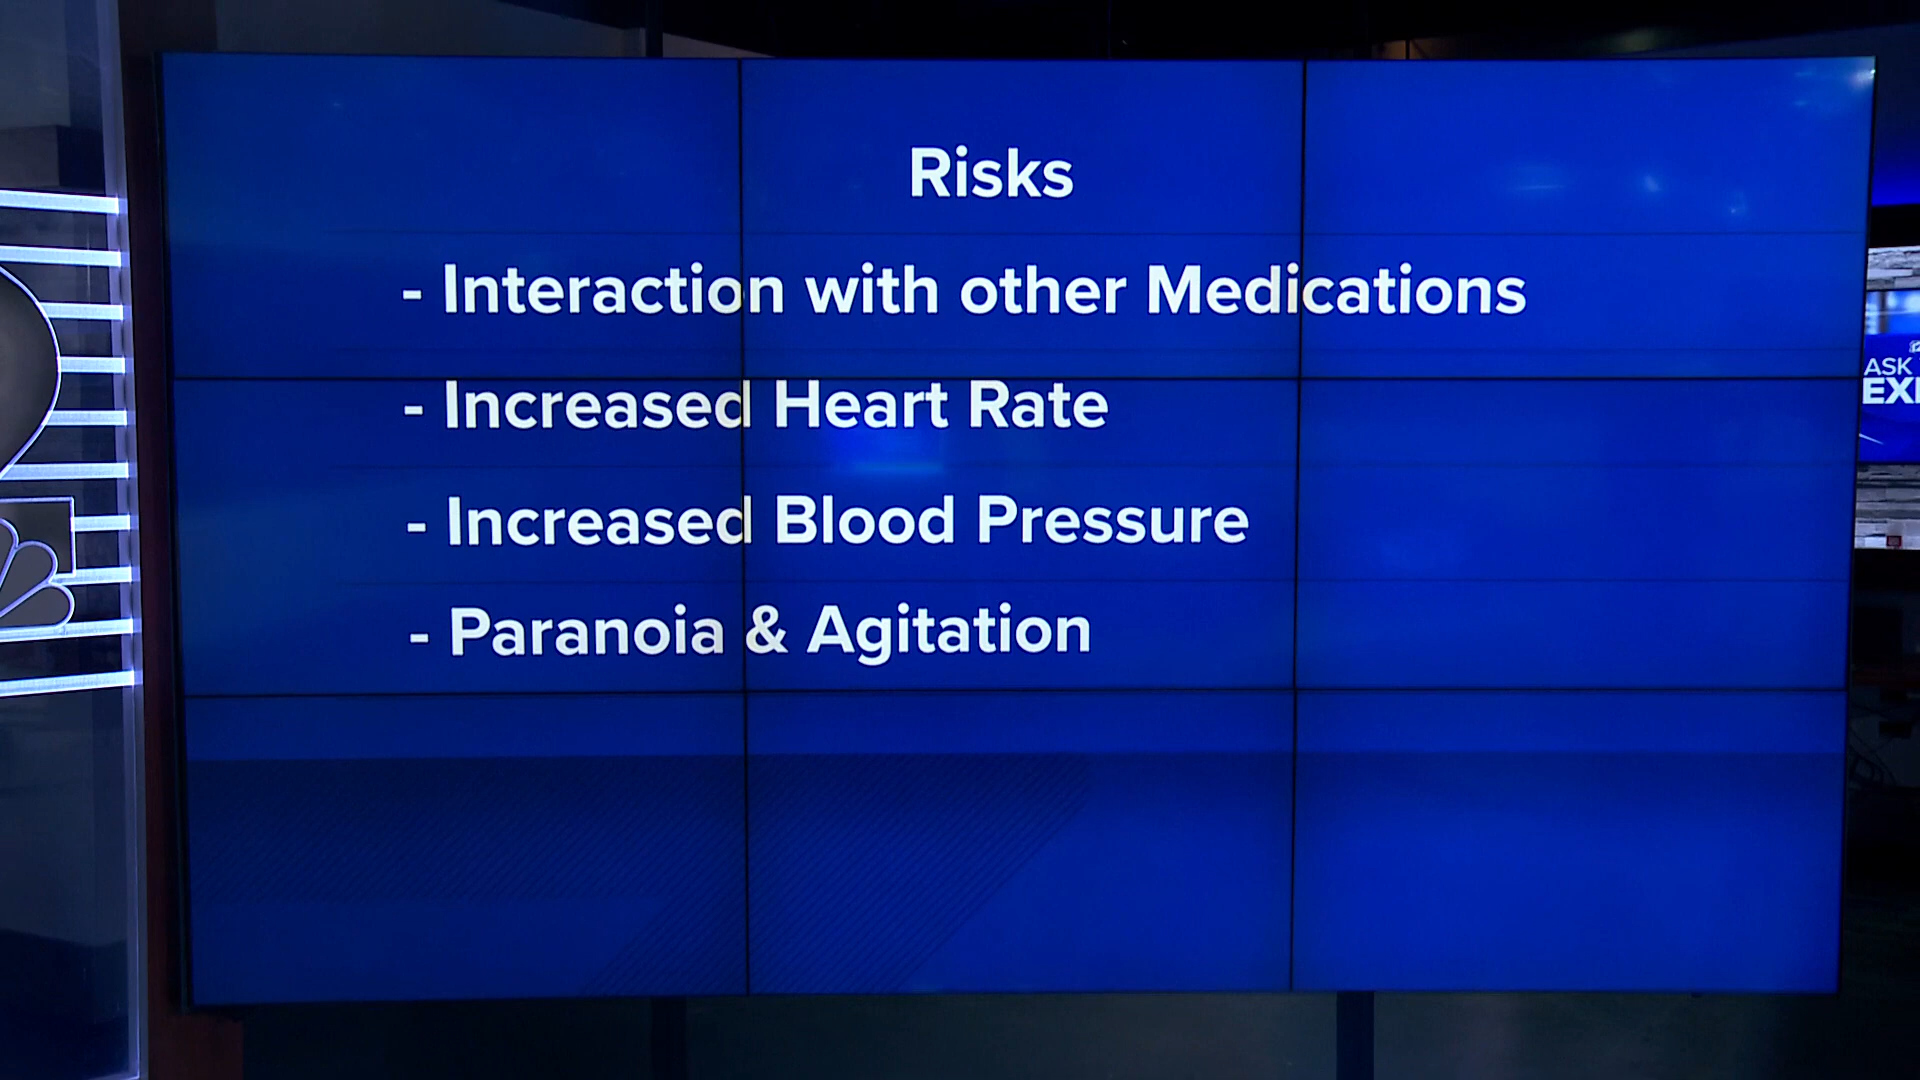 Risks
- Interaction with other Medications
- Increased Heart Rate
- Increased Blood Pressure
- Paranoia & Agitation
ASK